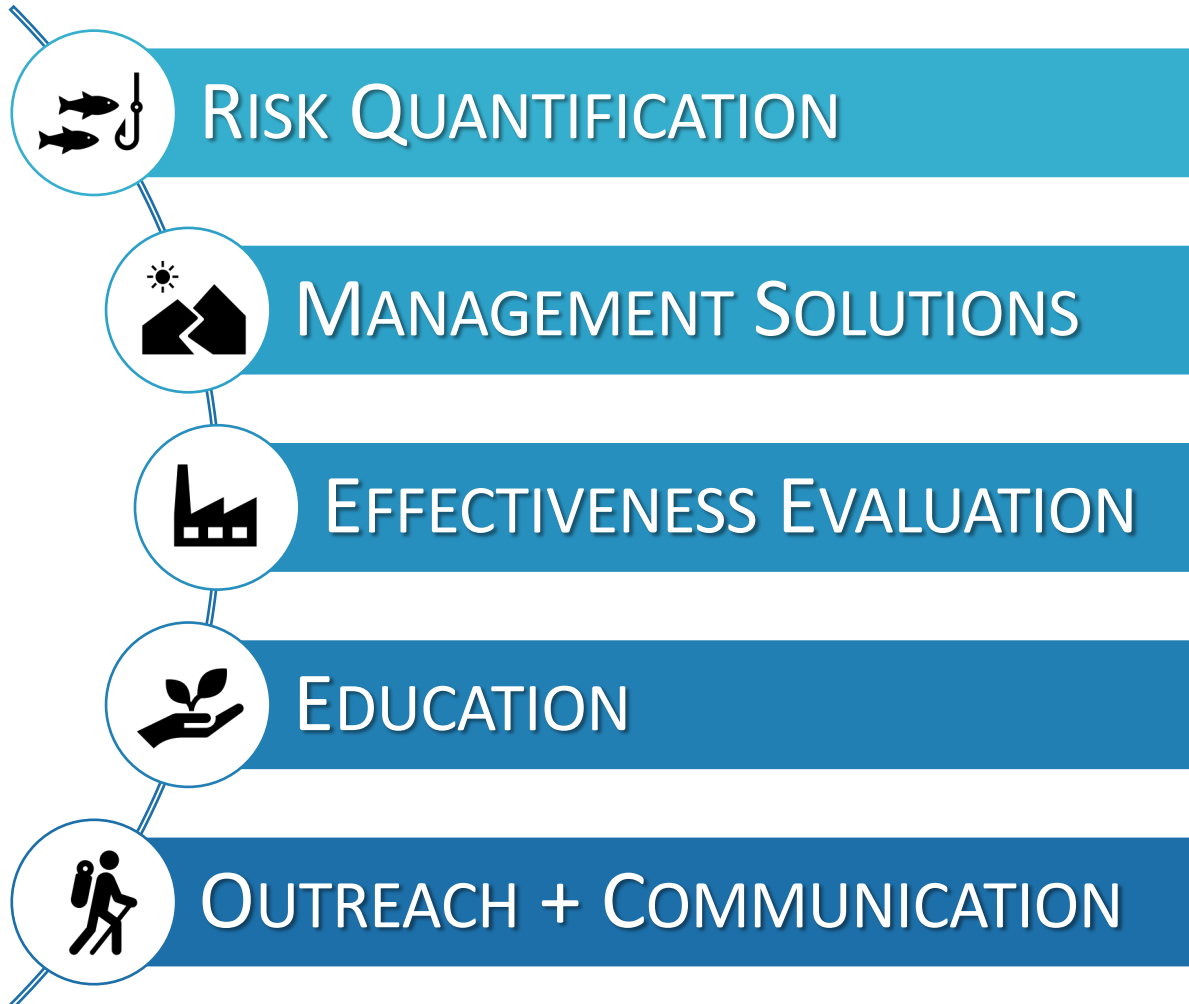 RISK QUANTIFICATION
MANAGEMENT SOLUTIONS
EFFECTIVENESS EVALUATION
EDUCATION
OUTREACH + COMMUNICATION